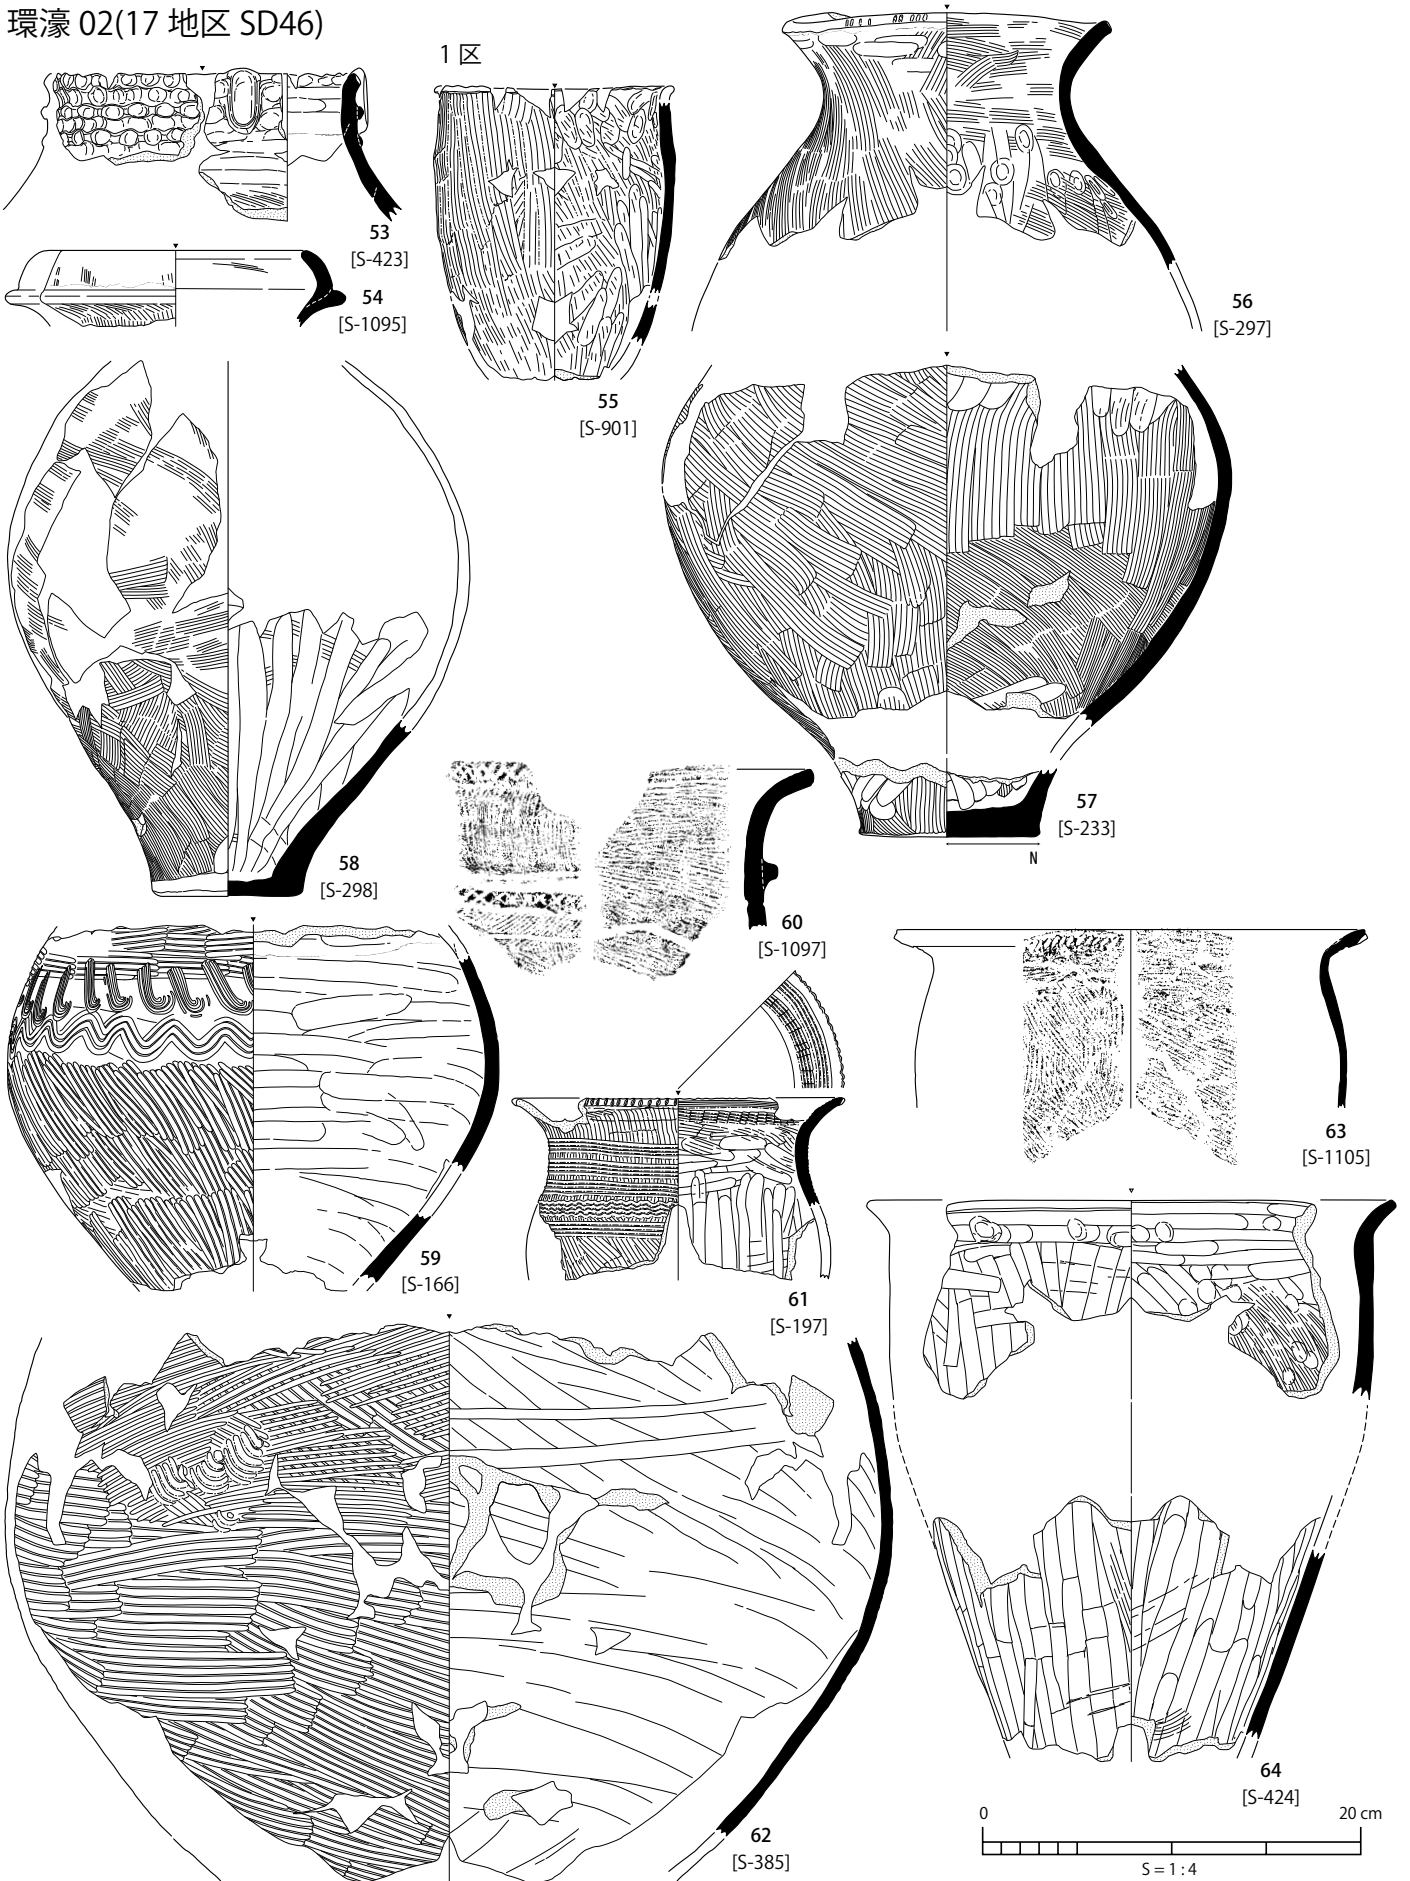 環濠 02(17 地区 SD46)
1 区
53
[S-423]
54
[S-1095]
55
[S-901]
56
[S-297]
57
[S-233]
N
58
[S-298]
59
[S-166]
60
[S-1097]
61
[S-197]
62
[S-385]
63
[S-1105]
64
[S-424]
0 20 cm
S = 1 : 4